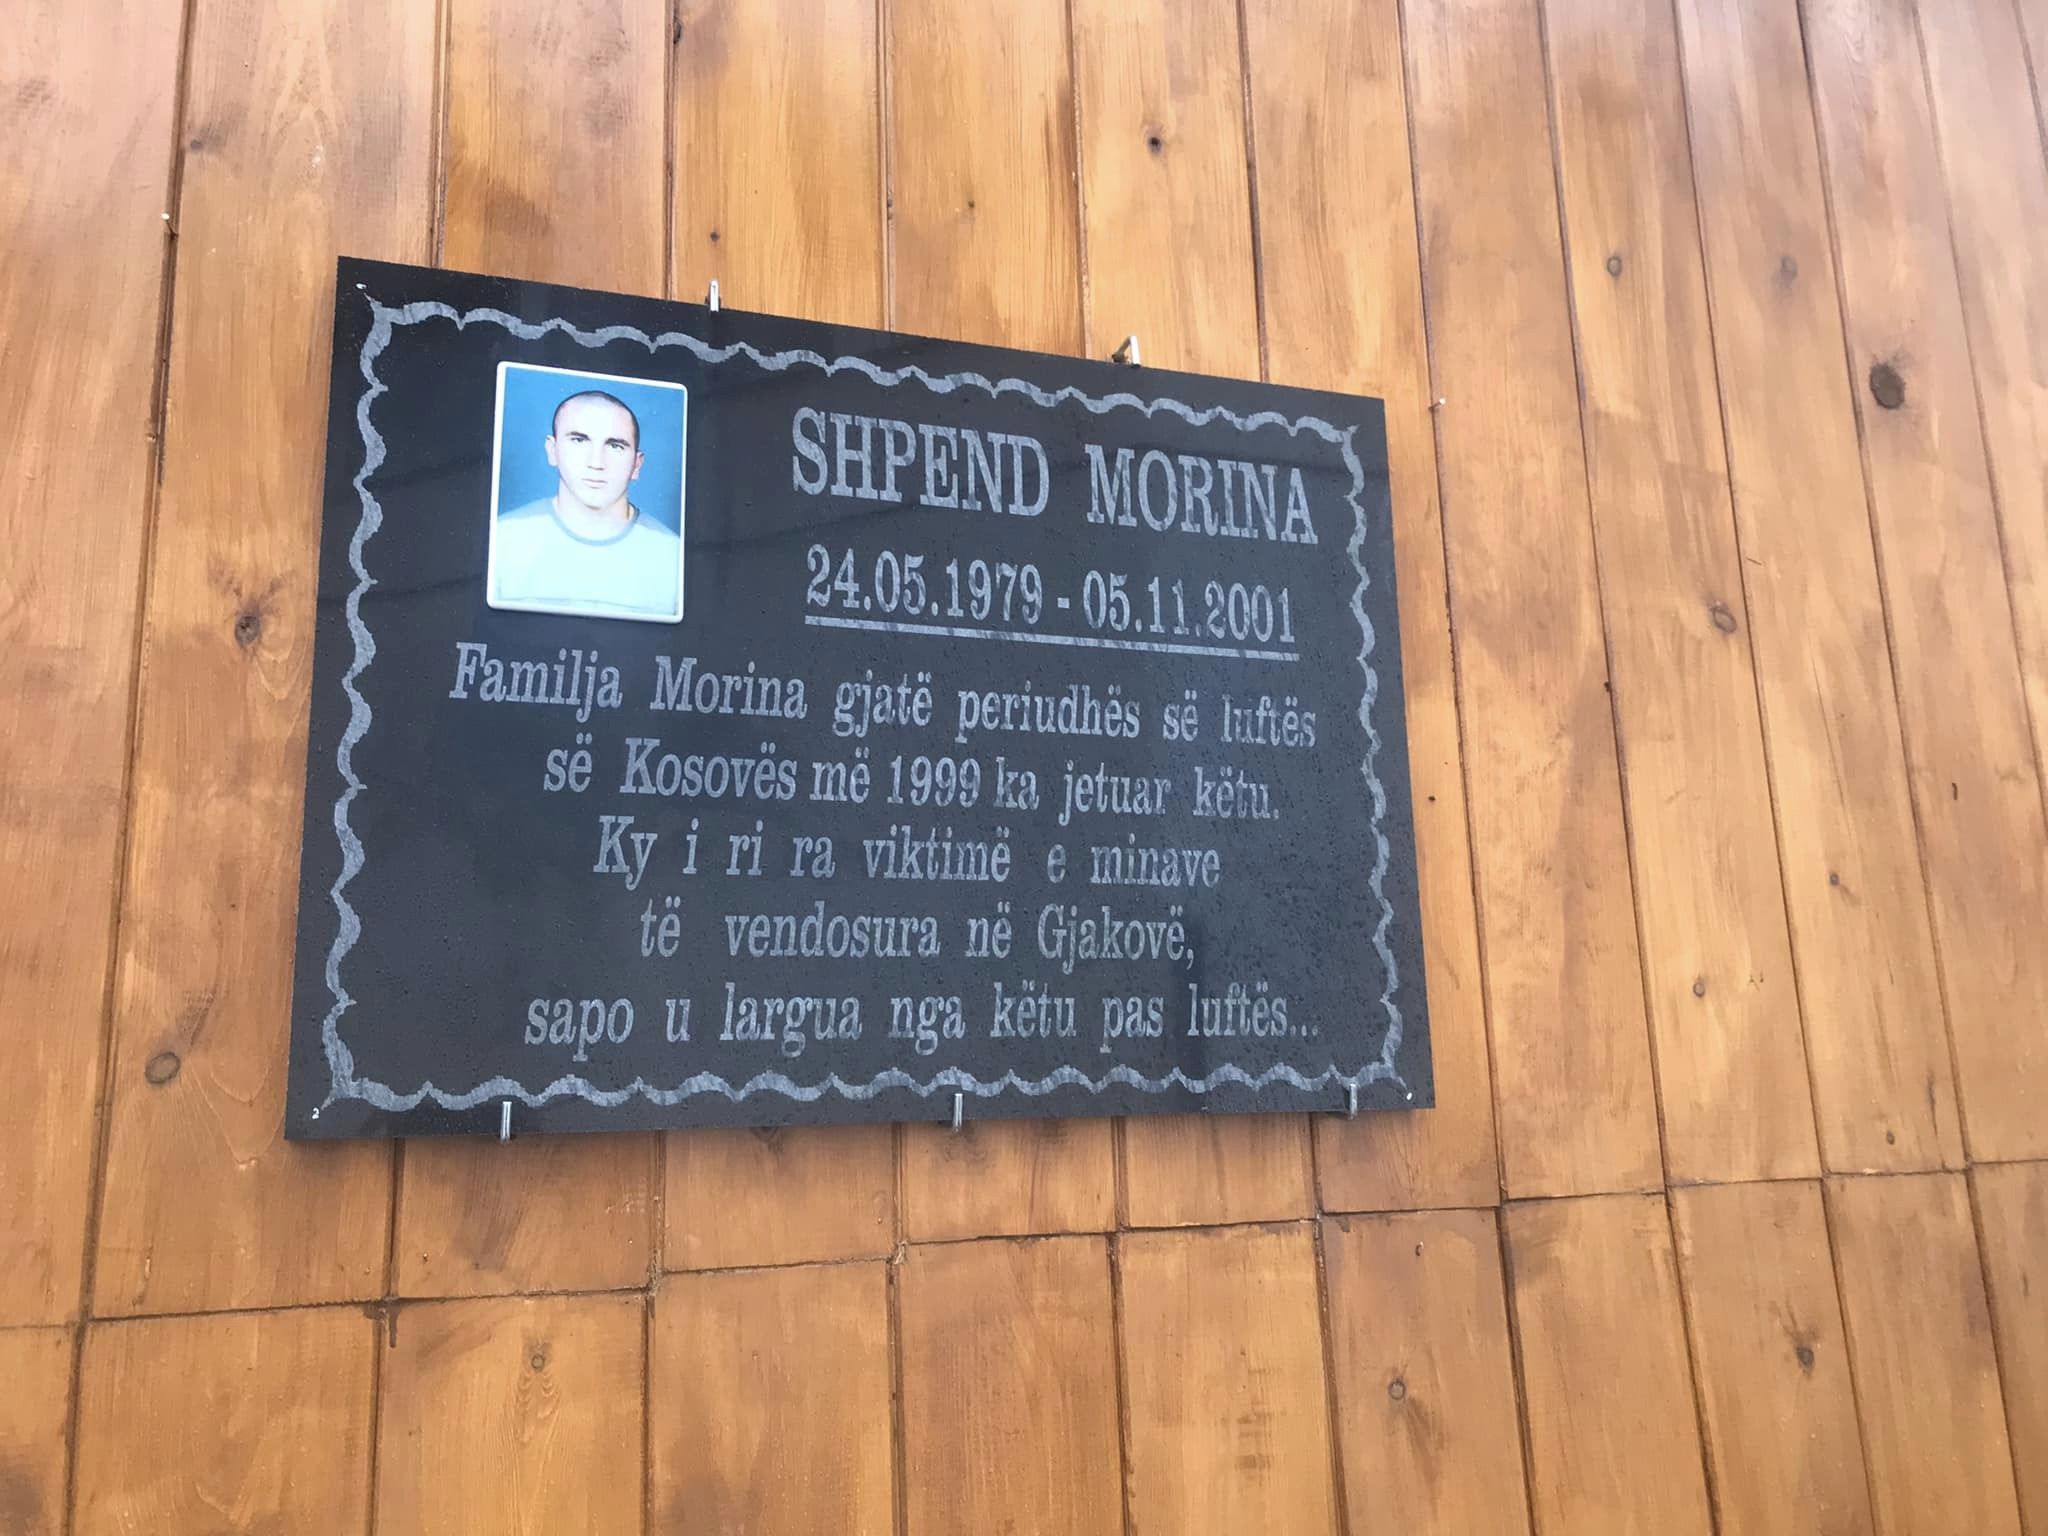 SHPEND MORINA
24.05.1979 - 05.11.2001
Familja Morina gjatë periudhës së luftës
së Kosovës më 1999 ka jetuar këtu.
Ky i ri ra viktimë e minave
të vendosura në Gjakovë,
sapo u largua nga këtu pas luftës...
2